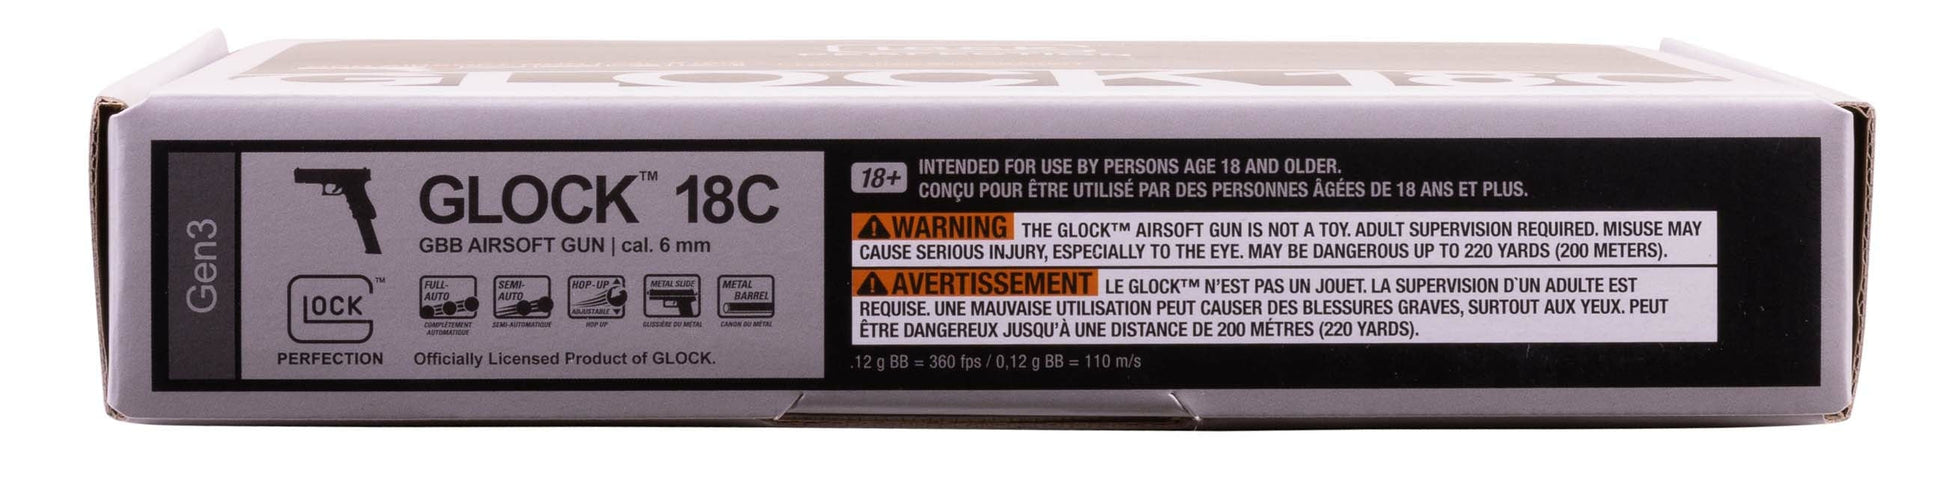 GLOCK 18C
Gen3
GLOCK™ 18C
GBB AIRSOFT GUN | cal. 6 mm
GLOCK™
PERFECTION
FULL-
AUTO
COMPLÈTEMENT
AUTOMATIQUE
SEMI-
AUTO
SEMI-AUTOMATIQUE
HOP-UP
ADJUSTABLE
HOP UP
METAL SLIDE
GLISSIÈRE DU MÉTAL
METAL
BARREL
CANON DU MÉTAL
Officially Licensed Product of GLOCK.
18+
INTENDED FOR USE BY PERSONS AGE 18 AND OLDER.
CONÇU POUR ÊTRE UTILISÉ PAR DES PERSONNES ÂGÉES DE 18 ANS ET PLUS.
WARNING THE GLOCK™ AIRSOFT GUN IS NOT A TOY. ADULT SUPERVISION REQUIRED. MISUSE MAY
CAUSE SERIOUS INJURY, ESPECIALLY TO THE EYE. MAY BE DANGEROUS UP TO 220 YARDS (200 METERS).
AVERTISSEMENT LE GLOCK™ N'EST PAS UN JOUET. LA SUPERVISION D`UN ADULTE EST
REQUISE. UNE MAUVAISE UTILISATION PEUT CAUSER DES BLESSURES GRAVES, SURTOUT AUX YEUX. PEUT
ÊTRE DANGEREUX JUSQU'À UNE DISTANCE DE 200 MÉTRES (220 YARDS).
.12 g BB = 360 fps / 0,12 g BB = 110 m/s